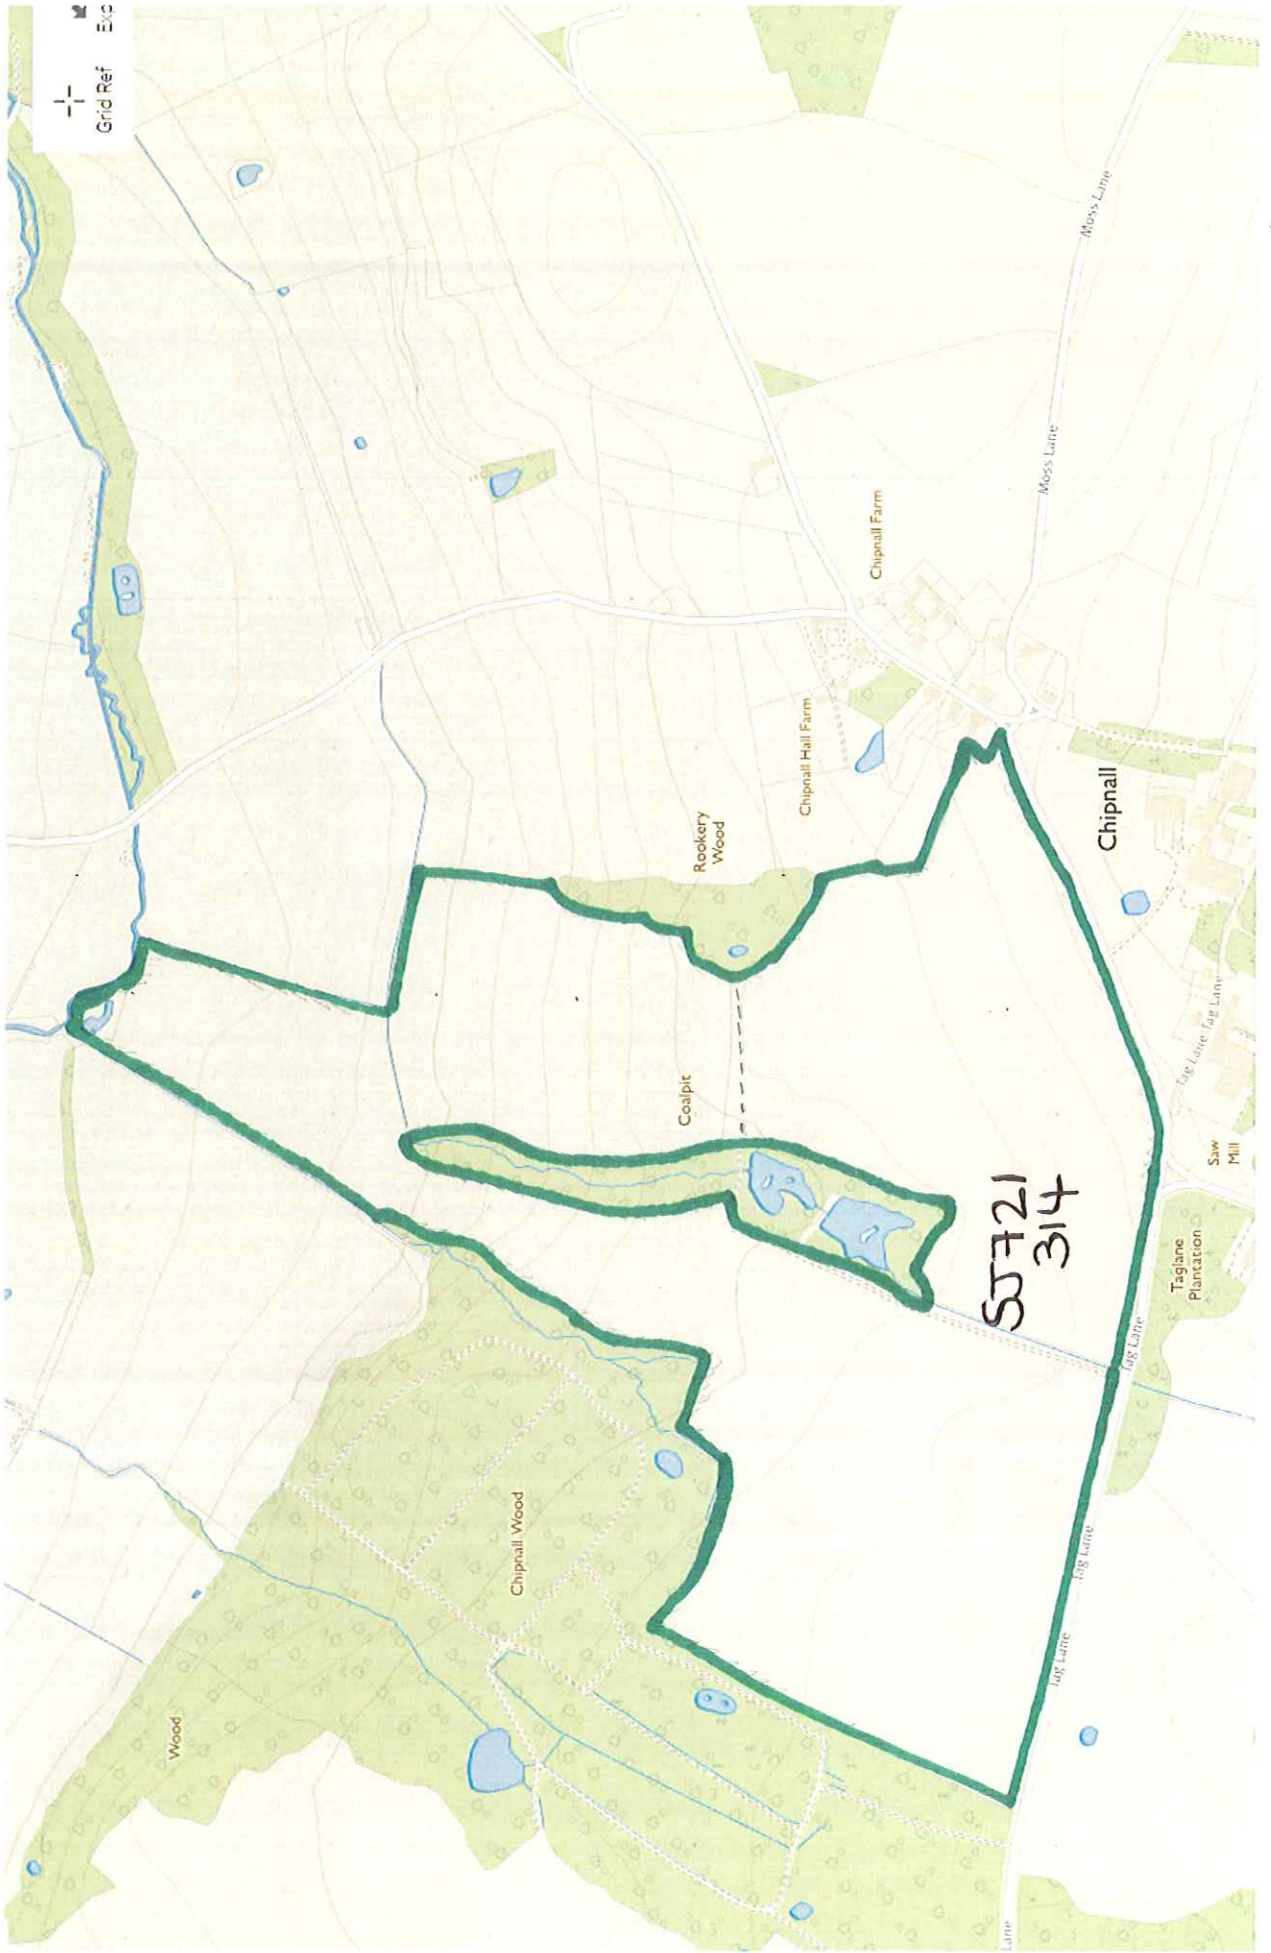 Wood
Chipnall Wood
Coalpit
Rookery
Wood
Chipnall Hall Farm
Chipnall Farm
Grid Ref
SJ721
314
Moss Lane
Moss Lane
Chipnall
Lane
Tag Lane
Tag Lane
Tag Lane
Taglane
Plantation
Saw
Mill
Tag Lane Tag Lane